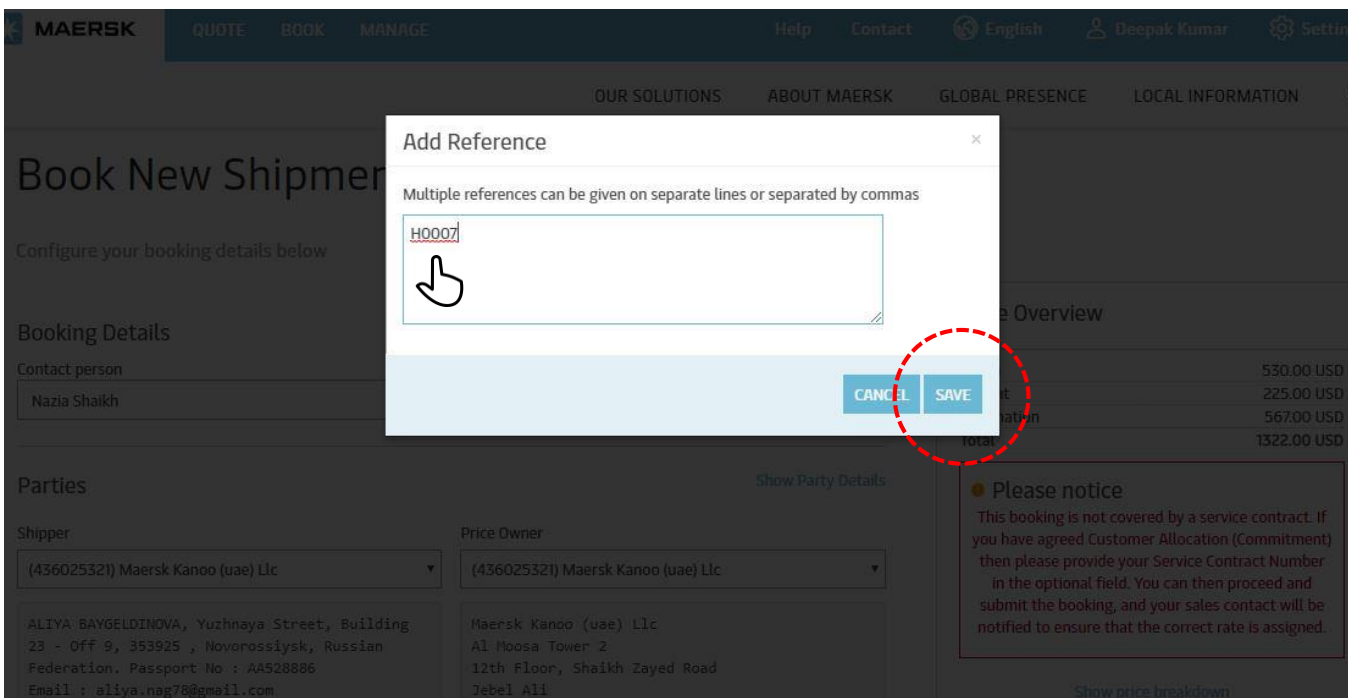 MAERSK QUOTE BOOK MANAGE Help Contact English Deepak Kumar
OUR SOLUTIONS ABOUT MAERSK GLOBAL PRESENCE LOCAL INFORMATION
Add Reference ×
Book New
Multiple references can be given on separate lines or separated by commas
H0007
Configure your booking details below
Overview
Booking Details
Contact person
530.00 USD
Nazia Shaikh
CANCEL SAVE
225.00 USD
567.00 USD
Total 1322.00 USD
Parties Show Party Details
Please notice
This booking is not covered by a service contract. If
you have agreed Customer Allocation (Commitment)
then please provide your Service Contract Number
in the optional field. You can then proceed and
submit the booking, and your sales contact will be
notified to ensure that the correct rate is assigned.
Shipper Price Owner
(436025321) Maersk Kanoo (uae) Llc (436025321) Maersk Kanoo (uae) Llc
ALIYA BAYGELDINOVA, Yuzhnaya Street, Building
23 - Off 9, 353925 , Novorossiysk, Russian
Federation. Passport No : AA528886
Email : aliya.nag78@gmail.com
Maersk Kanoo (uae) Llc
Al Moosa Tower 2
12th Floor, Shaikh Zayed Road
Jebel Ali
Show price breakdown